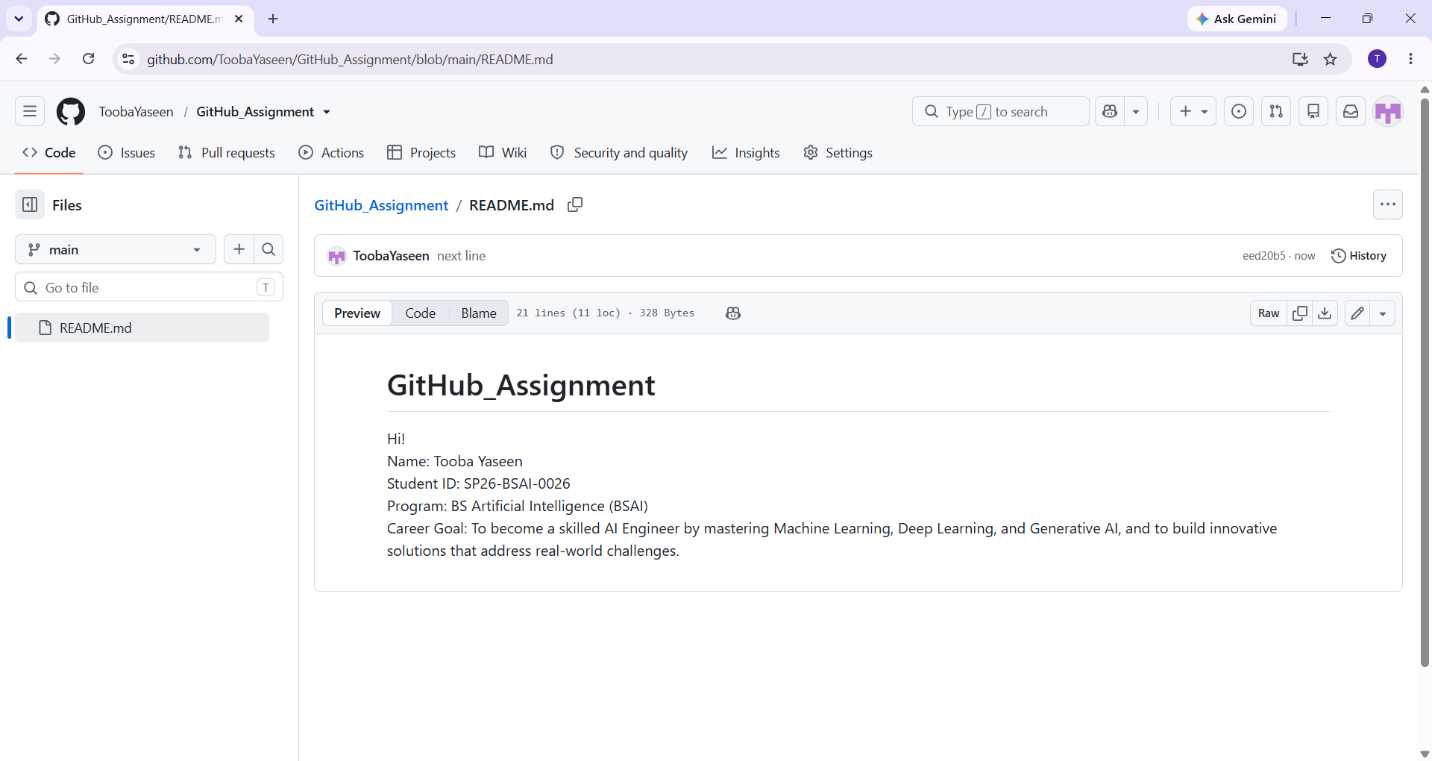 GitHub_Assignment/README.m
Ask Gemini
github.com/ToobaYaseen/GitHub_Assignment/blob/main/README.md
T
ToobaYaseen / GitHub_Assignment
Type / to search
Code Issues Pull requests Actions Projects Wiki Security and quality Insights Settings
Files
GitHub_Assignment / README.md
main
ToobaYaseen next line eed20b5 · now History
Go to file T
README.md
Preview Code Blame 21 lines (11 loc) · 328 Bytes Raw
GitHub_Assignment
Hi!
Name: Tooba Yaseen
Student ID: SP26-BSAI-0026
Program: BS Artificial Intelligence (BSAI)
Career Goal: To become a skilled AI Engineer by mastering Machine Learning, Deep Learning, and Generative AI, and to build innovative
solutions that address real-world challenges.